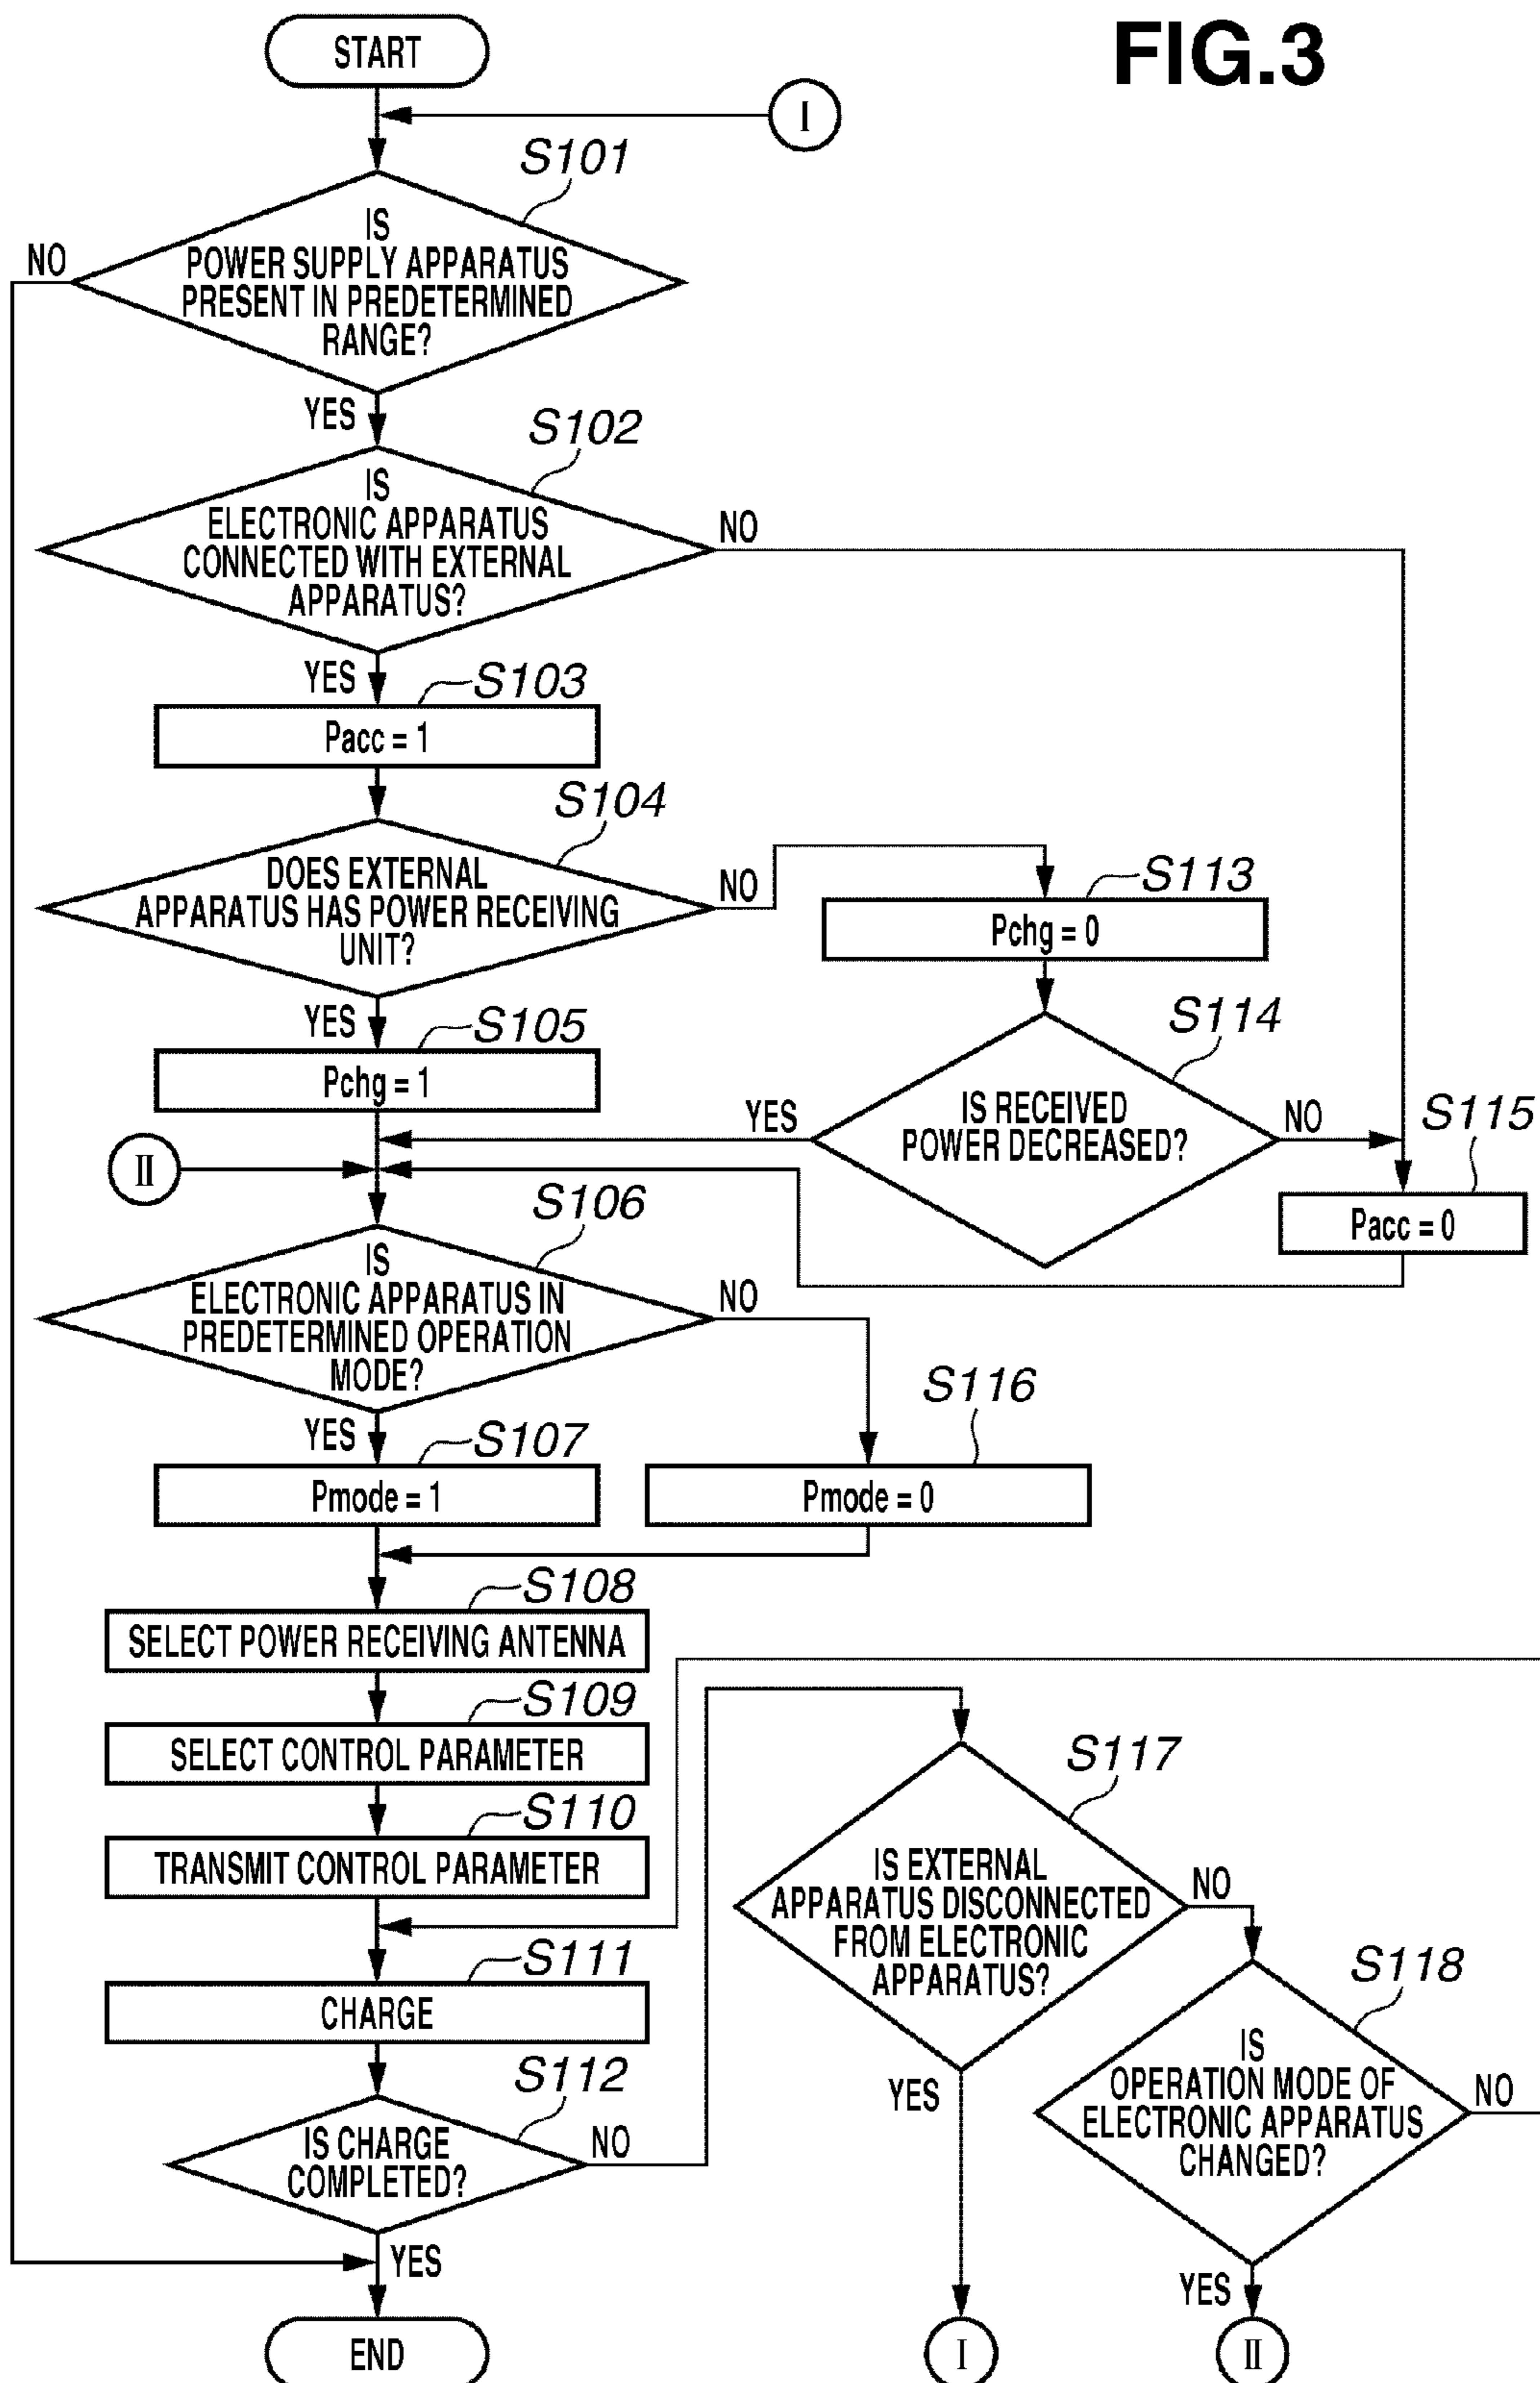 FIG.3
START
I
S101
IS
POWER SUPPLY APPARATUS
PRESENT IN PREDETERMINED
RANGE?
NO
YES
S102
IS
ELECTRONIC APPARATUS
CONNECTED WITH EXTERNAL
APPARATUS?
NO
YES
S103
Pacc = 1
S104
DOES EXTERNAL
APPARATUS HAS POWER RECEIVING
UNIT?
NO
S113
Pchg = 0
YES
S105
Pchg = 1
S114
IS RECEIVED
POWER DECREASED?
YES
NO
S115
Pacc = 0
II
S106
IS
ELECTRONIC APPARATUS IN
PREDETERMINED OPERATION
MODE?
NO
S116
Pmode = 0
YES
S107
Pmode = 1
S108
SELECT POWER RECEIVING ANTENNA
S109
SELECT CONTROL PARAMETER
S110
TRANSMIT CONTROL PARAMETER
S111
CHARGE
S112
IS CHARGE
COMPLETED?
NO
YES
END
S117
IS EXTERNAL
APPARATUS DISCONNECTED
FROM ELECTRONIC
APPARATUS?
NO
YES
I
S118
IS
OPERATION MODE OF
ELECTRONIC APPARATUS
CHANGED?
NO
YES
II